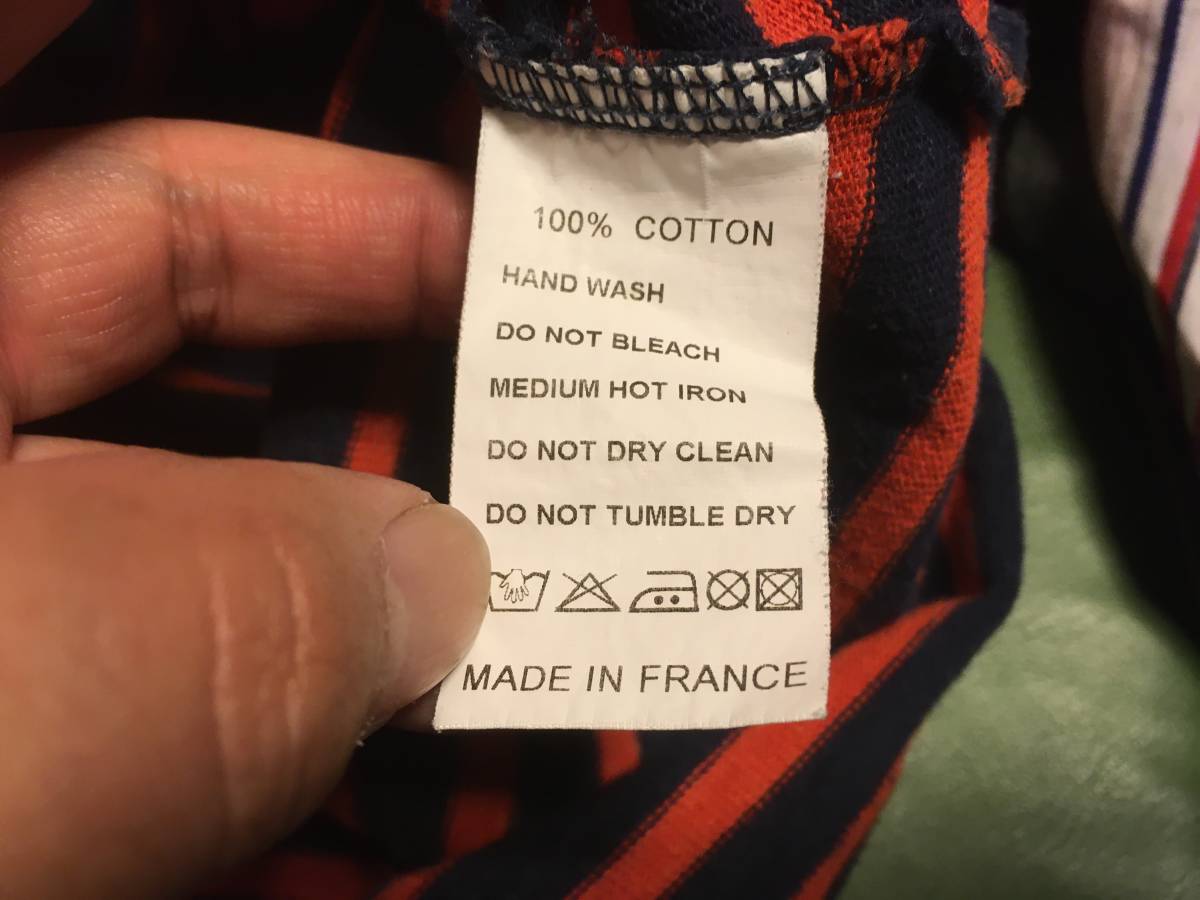 100% COTTON
HAND WASH
DO NOT BLEACH
MEDIUM HOT IRON
DO NOT DRY CLEAN
DO NOT TUMBLE DRY
MADE IN FRANCE